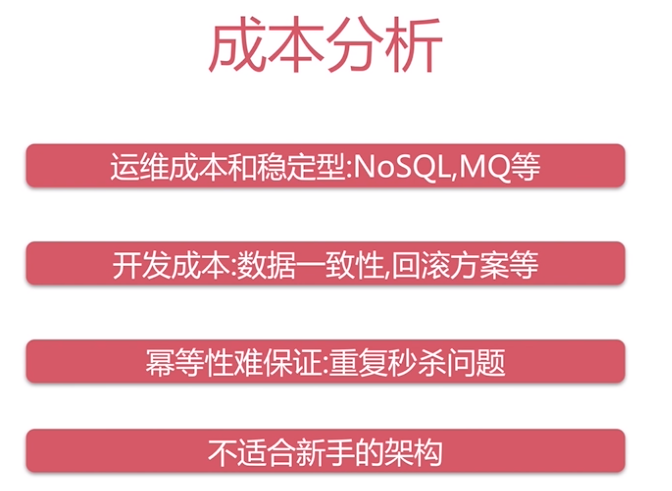 成本分析
运维成本和稳定型:NoSQL,MQ等
开发成本:数据一致性,回滚方案等
幂等性难保证:重复秒杀问题
不适合新手的架构